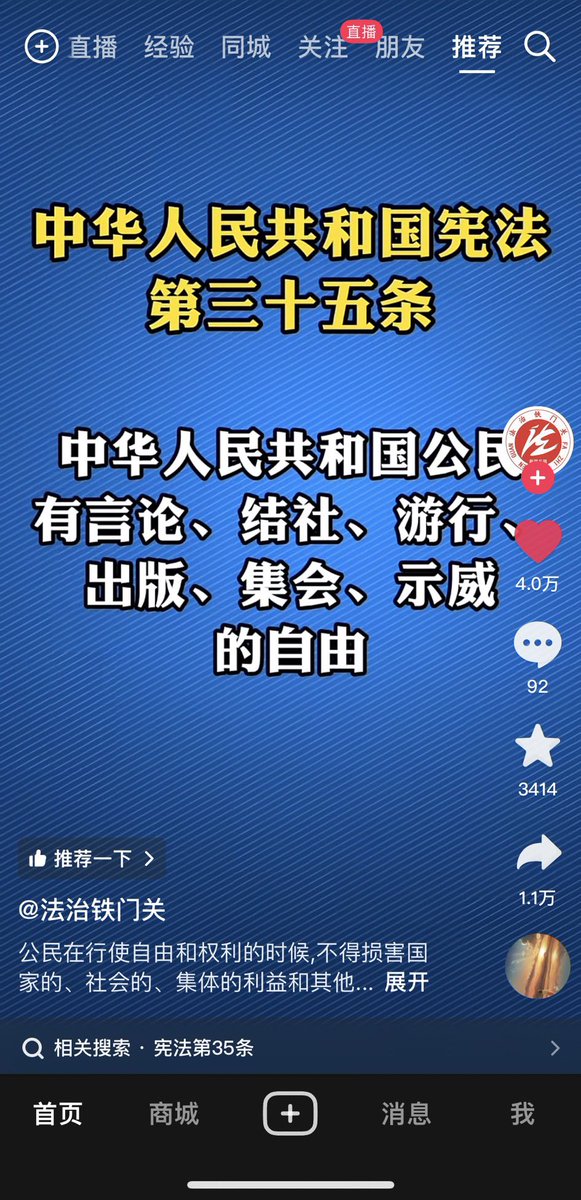 直播 经验 同城 关注 直播 朋友 推荐
中华人民共和国宪法
第三十五条
中华人民共和国公民
有言论、结社、游行、
出版、集会、示威
的自由
4.0万
92
3414
1.1万
推荐一下
@法治铁门关
公民在行使自由和权利的时候,不得损害国
家的、社会的、集体的利益和其他... 展开
相关搜索 · 宪法第35条
首页 商城 消息 我